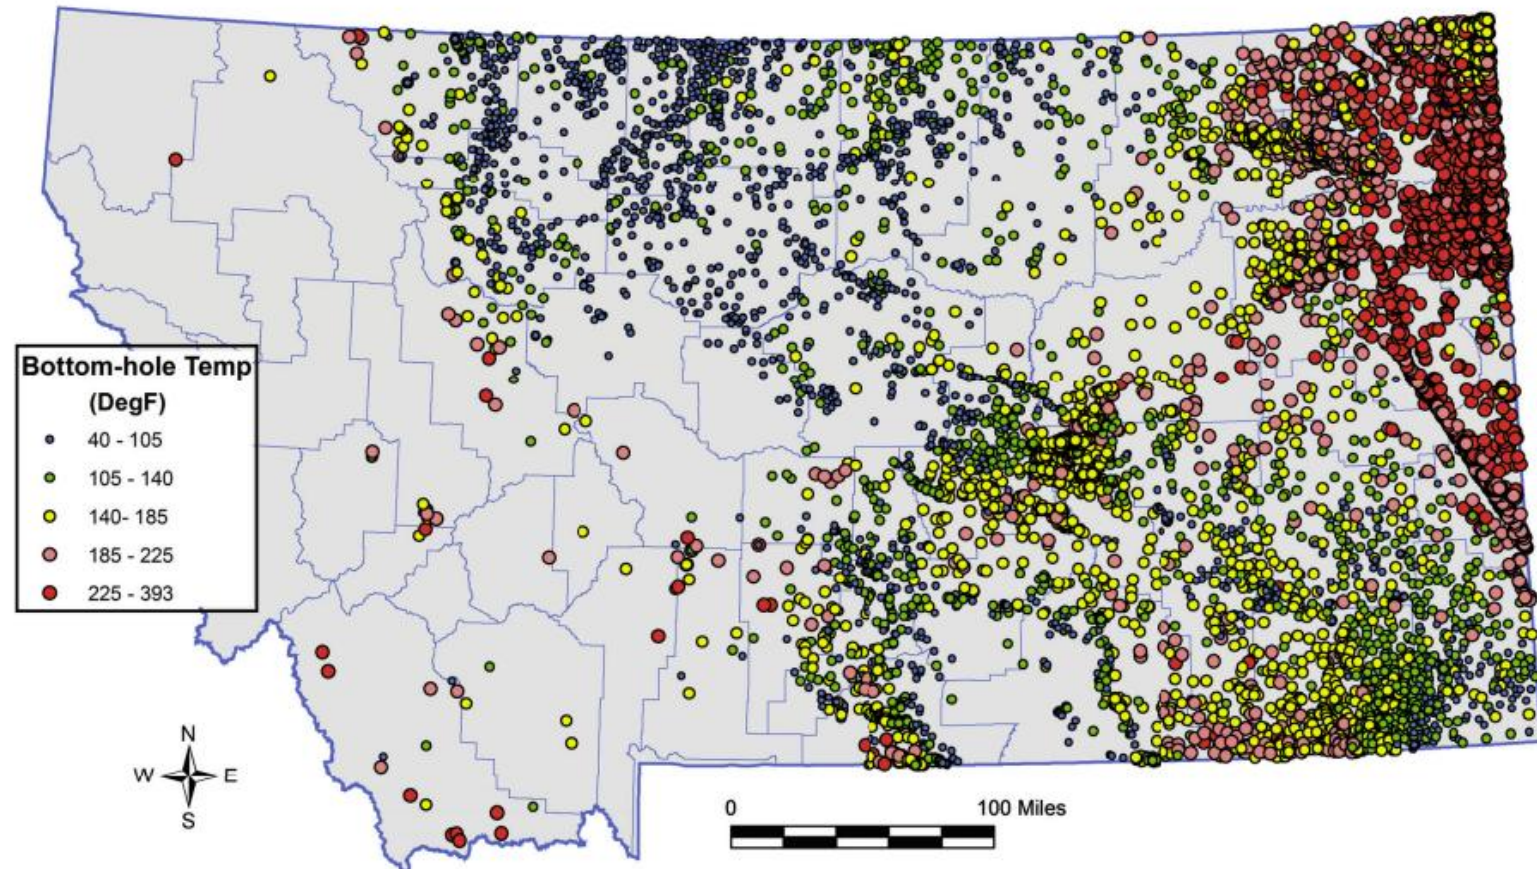 Bottom-hole Temp
(DegF)
40 - 105
105 - 140
140- 185
185 - 225
225 - 393
N
W E
S
0 100 Miles